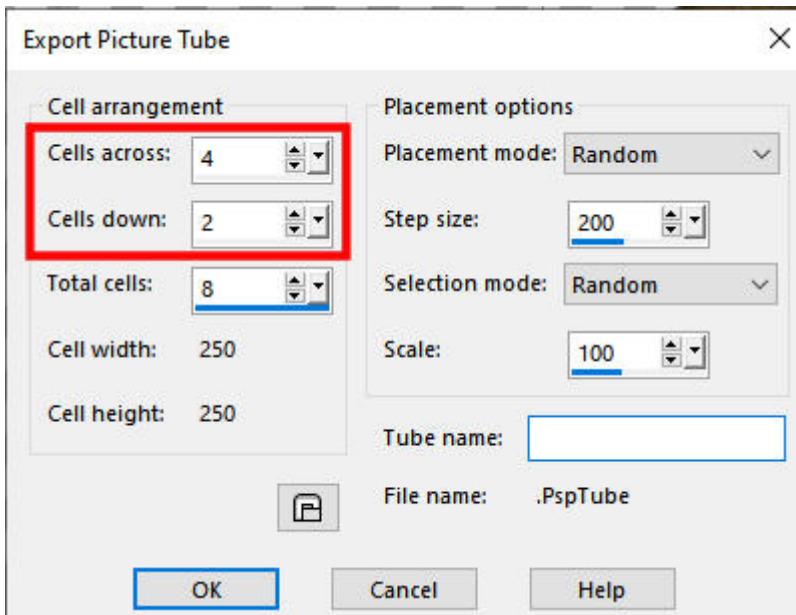 Export Picture Tube
Cell arrangement
Cells across: 4
Cells down: 2
Total cells: 8
Cell width: 250
Cell height: 250
Placement options
Placement mode: Random
Step size: 200
Selection mode: Random
Scale: 100
Tube name:
File name: .PspTube
OK Cancel Help